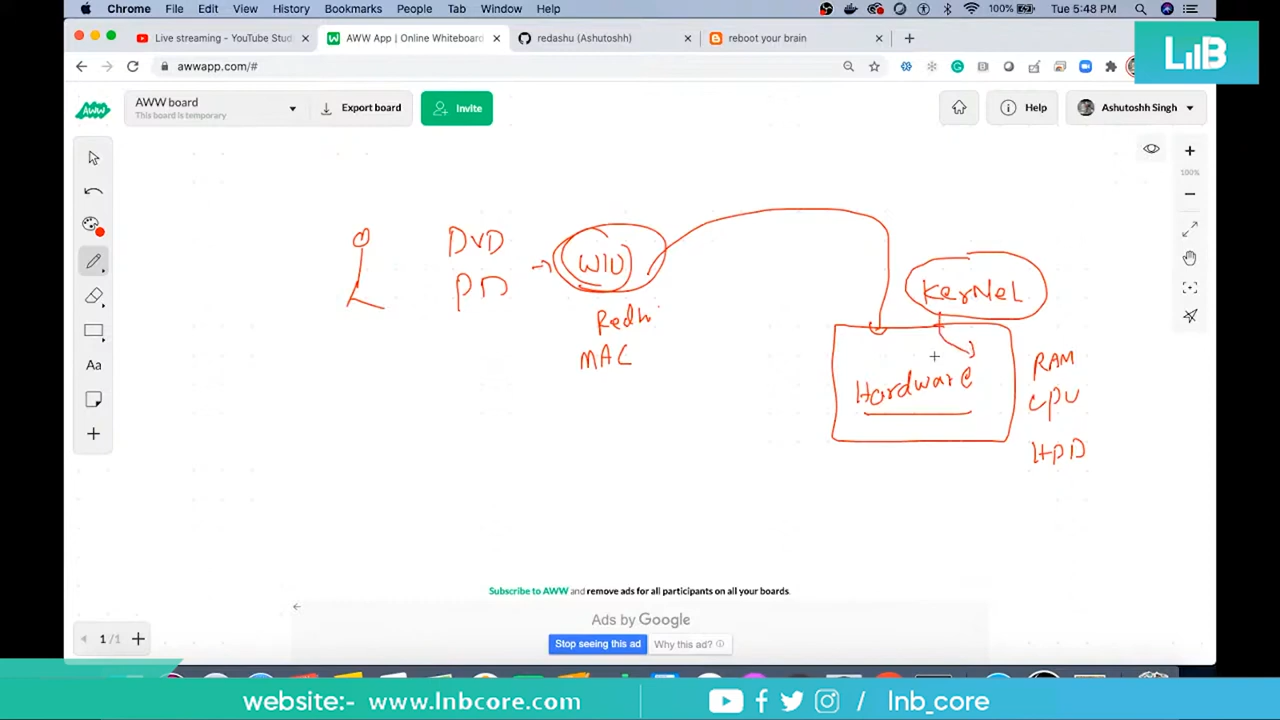 Chrome File Edit View History Bookmarks People Tab Window Help
100% Tue 5:48 PM
Live streaming - YouTube Stud
AWW App | Online Whiteboard
redashu (Ashutoshh)
reboot your brain
LNB
awwapp.com/#
AWW
AWW board
This board is temporary
Export board
Invite
Help
Ashutoshh Singh
100%
Aa
DVD
PD
WIN
Redh
MAC
KerNeL
Hardware
RAM
CPU
HDD
Subscribe to AWW and remove ads for all participants on all your boards.
Ads by Google
Stop seeing this ad
Why this ad?
1/1
website:- www.lnbcore.com
lnb_core